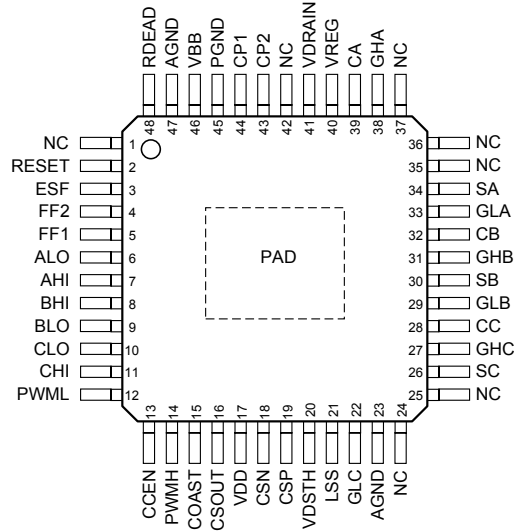 RDEAD AGND VBB PGND CP1 CP2 NC VDRAIN VREG CA GHA NC
48 47 46 45 44 43 42 41 40 39 38 37
NC 1
RESET 2
ESF 3
FF2 4
FF1 5
ALO 6
AHI 7
BHI 8
BLO 9
CLO 10
CHI 11
PWML 12
PAD
36 NC
35 NC
34 SA
33 GLA
32 CB
31 GHB
30 SB
29 GLB
28 CC
27 GHC
26 SC
25 NC
13 14 15 16 17 18 19 20 21 22 23 24
CCEN PWMH COAST CSOUT VDD CSN CSP VDSTH LSS GLC AGND NC